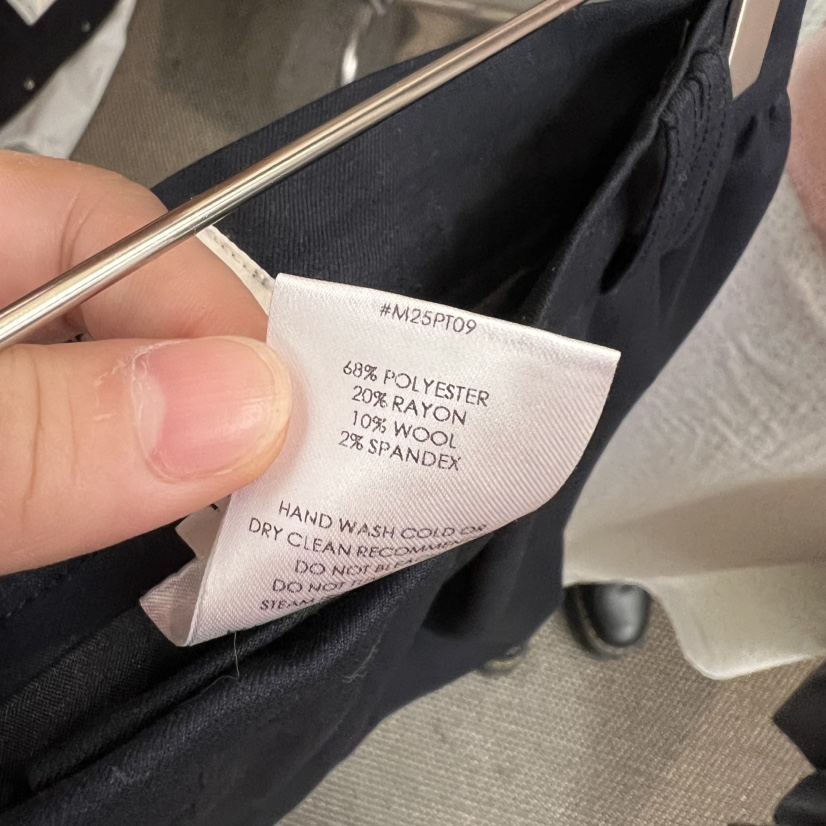 #M25PT09
68% POLYESTER
20% RAYON
10% WOOL
2% SPANDEX
HAND WASH COLD OR
DRY CLEAN
DO NOT
DO NOT
STEAM